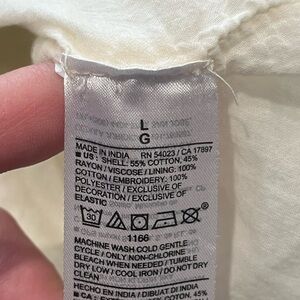 L
G
MADE IN INDIA RN 54023 / CA 17897
■ US: SHELL: 55% COTTON, 45%
RAYON / VISCOSE / LINING: 100%
COTTON / EMBROIDERY: 100%
POLYESTER / EXCLUSIVE OF
DECORATION / EXCLUSIVE OF
ELASTIC
30
1166
MACHINE WASH COLD GENTLE
CYCLE / ONLY NON-CHLORINE
BLEACH WHEN NEEDED / TUMBLE
DRY LOW / COOL IRON / DO NOT DRY
CLEAN
HECHO EN INDIA / DIBUAT DI INDIA
45%